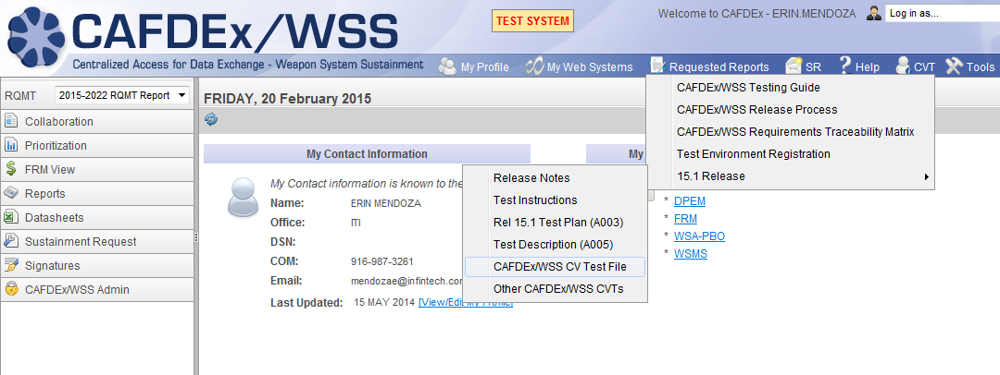 CAFDEx/WSS
Centralized Access for Data Exchange - Weapon System Sustainment
TEST SYSTEM
Welcome to CAFDEx - ERIN.MENDOZA
Log in as...
My Profile
My Web Systems
Requested Reports
SR
Help
CVT
Tools
RQMT
2015-2022 RQMT Report
Collaboration
Prioritization
FRM View
Reports
Datasheets
Sustainment Request
Signatures
CAFDEx/WSS Admin
FRIDAY, 20 February 2015
CAFDEx/WSS Testing Guide
CAFDEx/WSS Release Process
CAFDEx/WSS Requirements Traceability Matrix
Test Environment Registration
15.1 Release
My Contact Information
My Contact information is known to the
Name: ERIN MENDOZA
Office: ITI
DSN:
COM: 916-987-3261
Email: mendozae@infintech.com
Last Updated: 15 MAY 2014 [View/Edit My Profile]
Release Notes
Test Instructions
Rel 15.1 Test Plan (A003)
Test Description (A005)
CAFDEx/WSS CV Test File
Other CAFDEx/WSS CVTs
My
* DPEM
* FRM
* WSA-PBO
* WSMS